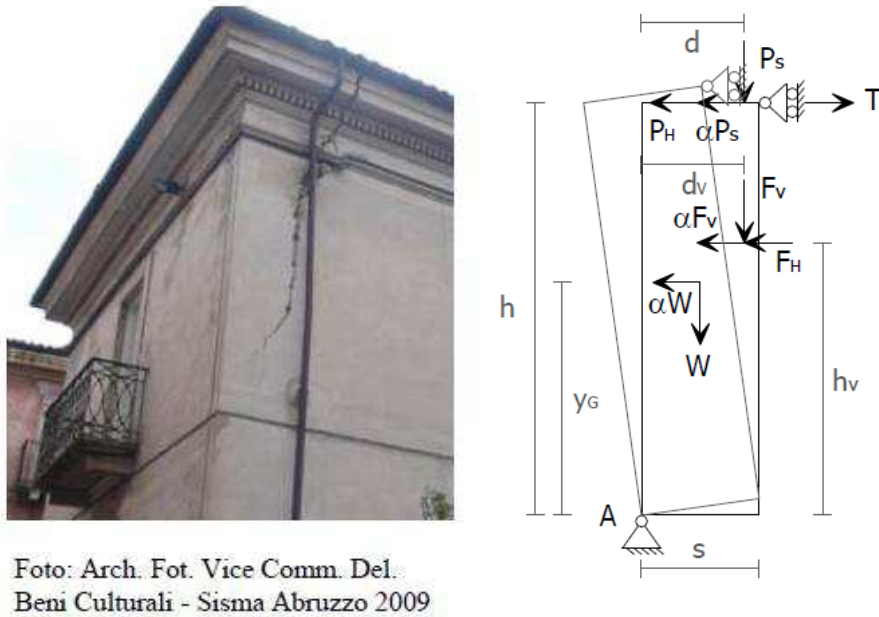 d
Ps
T
PH
αPs
dv
Fv
αFv
FH
h
αW
W
yG
hv
A
s
Foto: Arch. Fot. Vice Comm. Del.
Beni Culturali - Sisma Abruzzo 2009